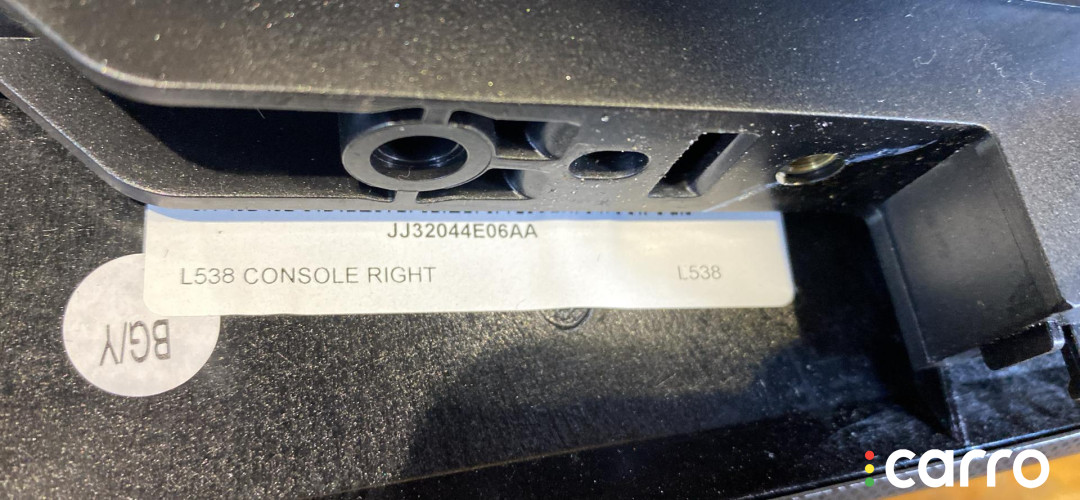 JJ32044E06AA
L538 CONSOLE RIGHT
L538
BG/Y
carro